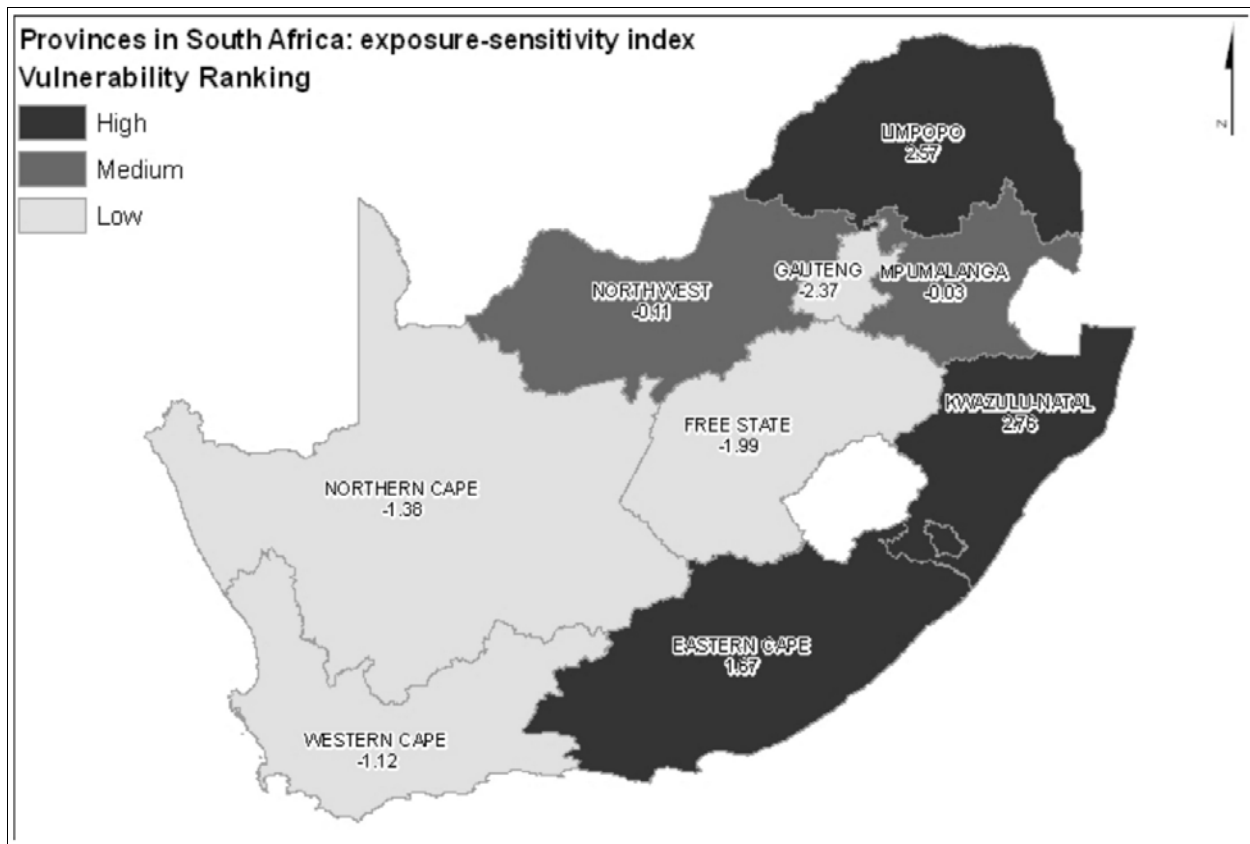 Provinces in South Africa: exposure-sensitivity index
Vulnerability Ranking
High
Medium
Low
N
LIMPOPO
2.57
GAUTENG
-2.37
MPUMALANGA
-0.03
NORTH WEST
-0.11
KWAZULU-NATAL
2.76
FREE STATE
-1.99
NORTHERN CAPE
-1.38
EASTERN CAPE
1.67
WESTERN CAPE
-1.12